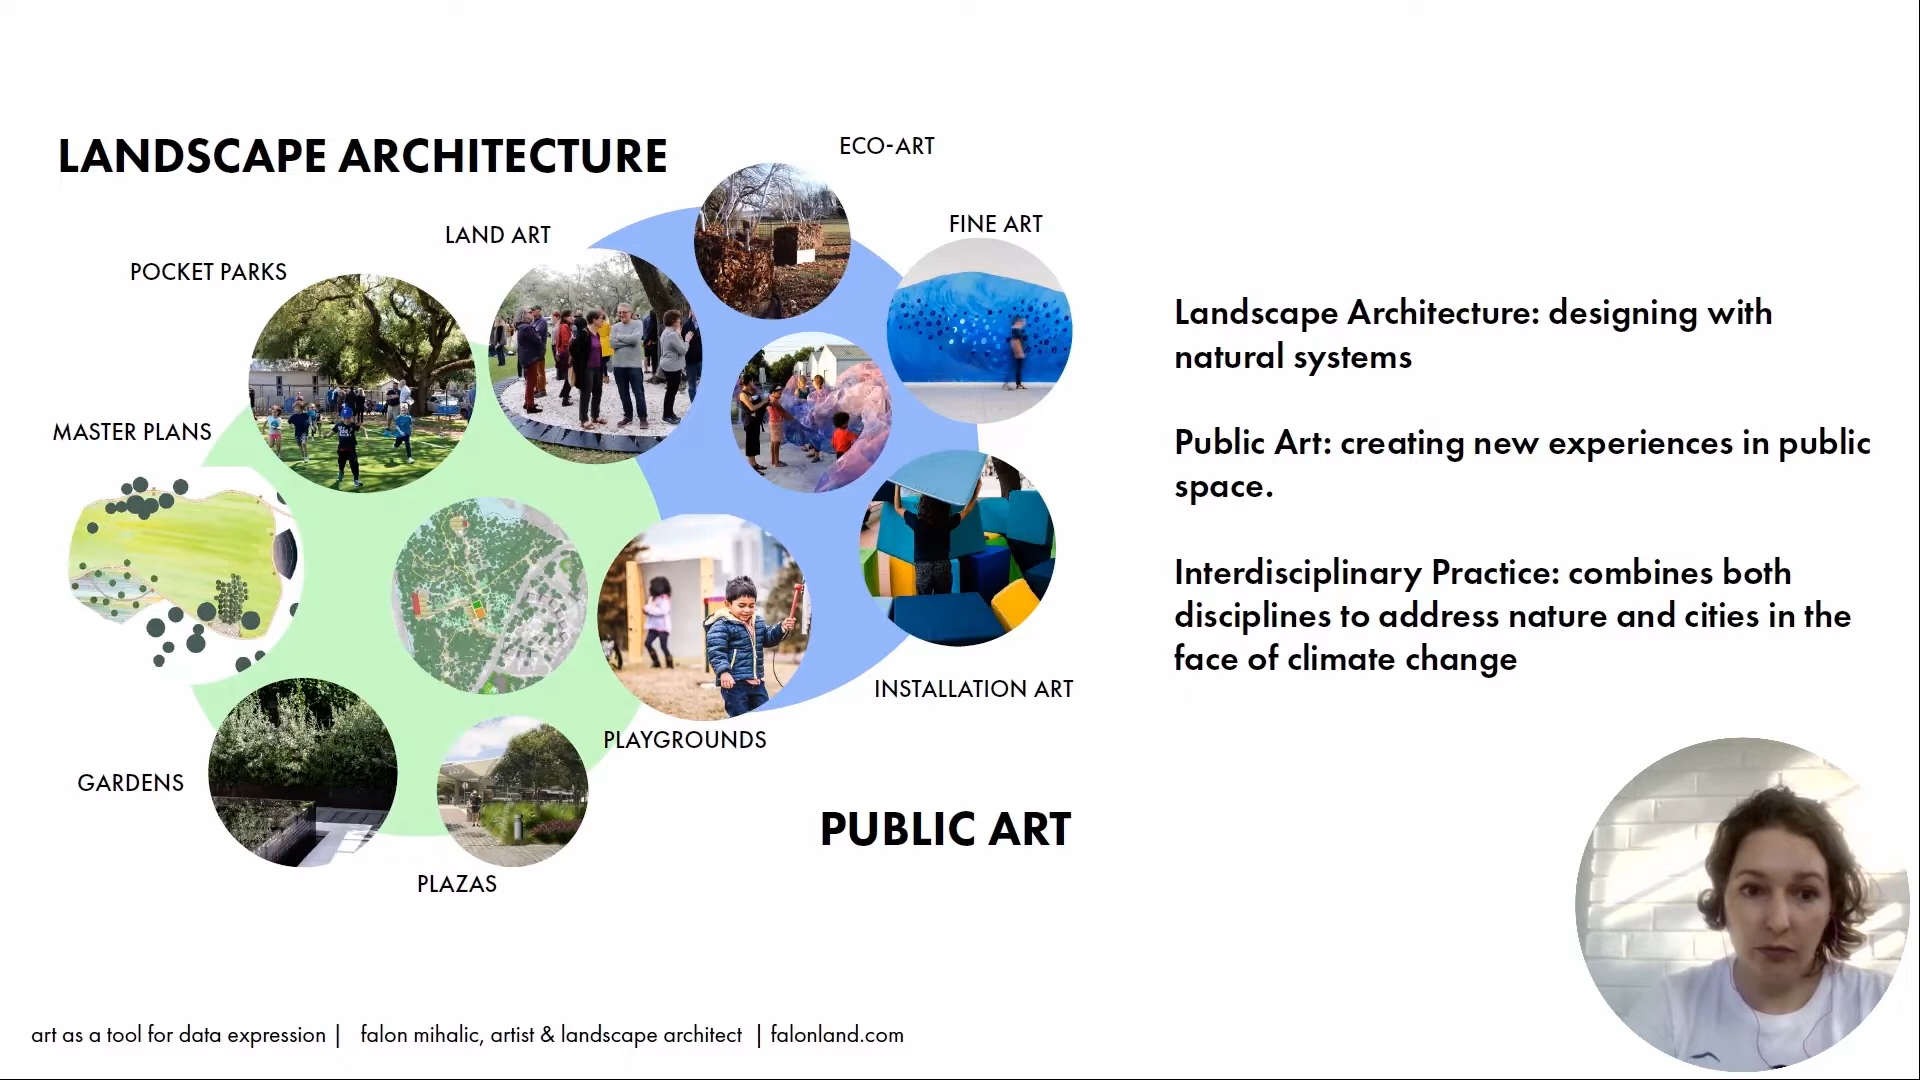 LANDSCAPE ARCHITECTURE
ECO-ART
FINE ART
LAND ART
POCKET PARKS
MASTER PLANS
INSTALLATION ART
PLAYGROUNDS
GARDENS
PUBLIC ART
PLAZAS
Landscape Architecture: designing with
natural systems
Public Art: creating new experiences in public
space.
Interdisciplinary Practice: combines both
disciplines to address nature and cities in the
face of climate change
art as a tool for data expression | falon mihalic, artist & landscape architect | falonland.com